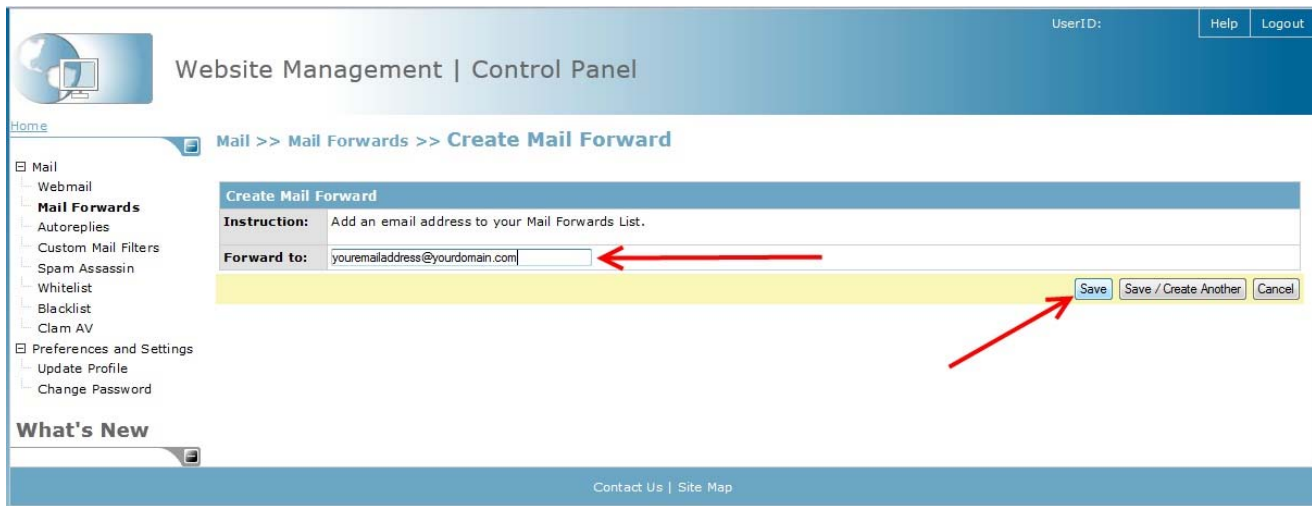 UserID: Help Logout
Website Management | Control Panel
Home
Mail >> Mail Forwards >> Create Mail Forward
Mail
Webmail
Mail Forwards
Autoreplies
Custom Mail Filters
Spam Assassin
Whitelist
Blacklist
Clam AV
Preferences and Settings
Update Profile
Change Password
What's New
Create Mail Forward
Instruction: Add an email address to your Mail Forwards List.
Forward to: youremailaddress@yourdomain.com
Save Save / Create Another Cancel
Contact Us | Site Map